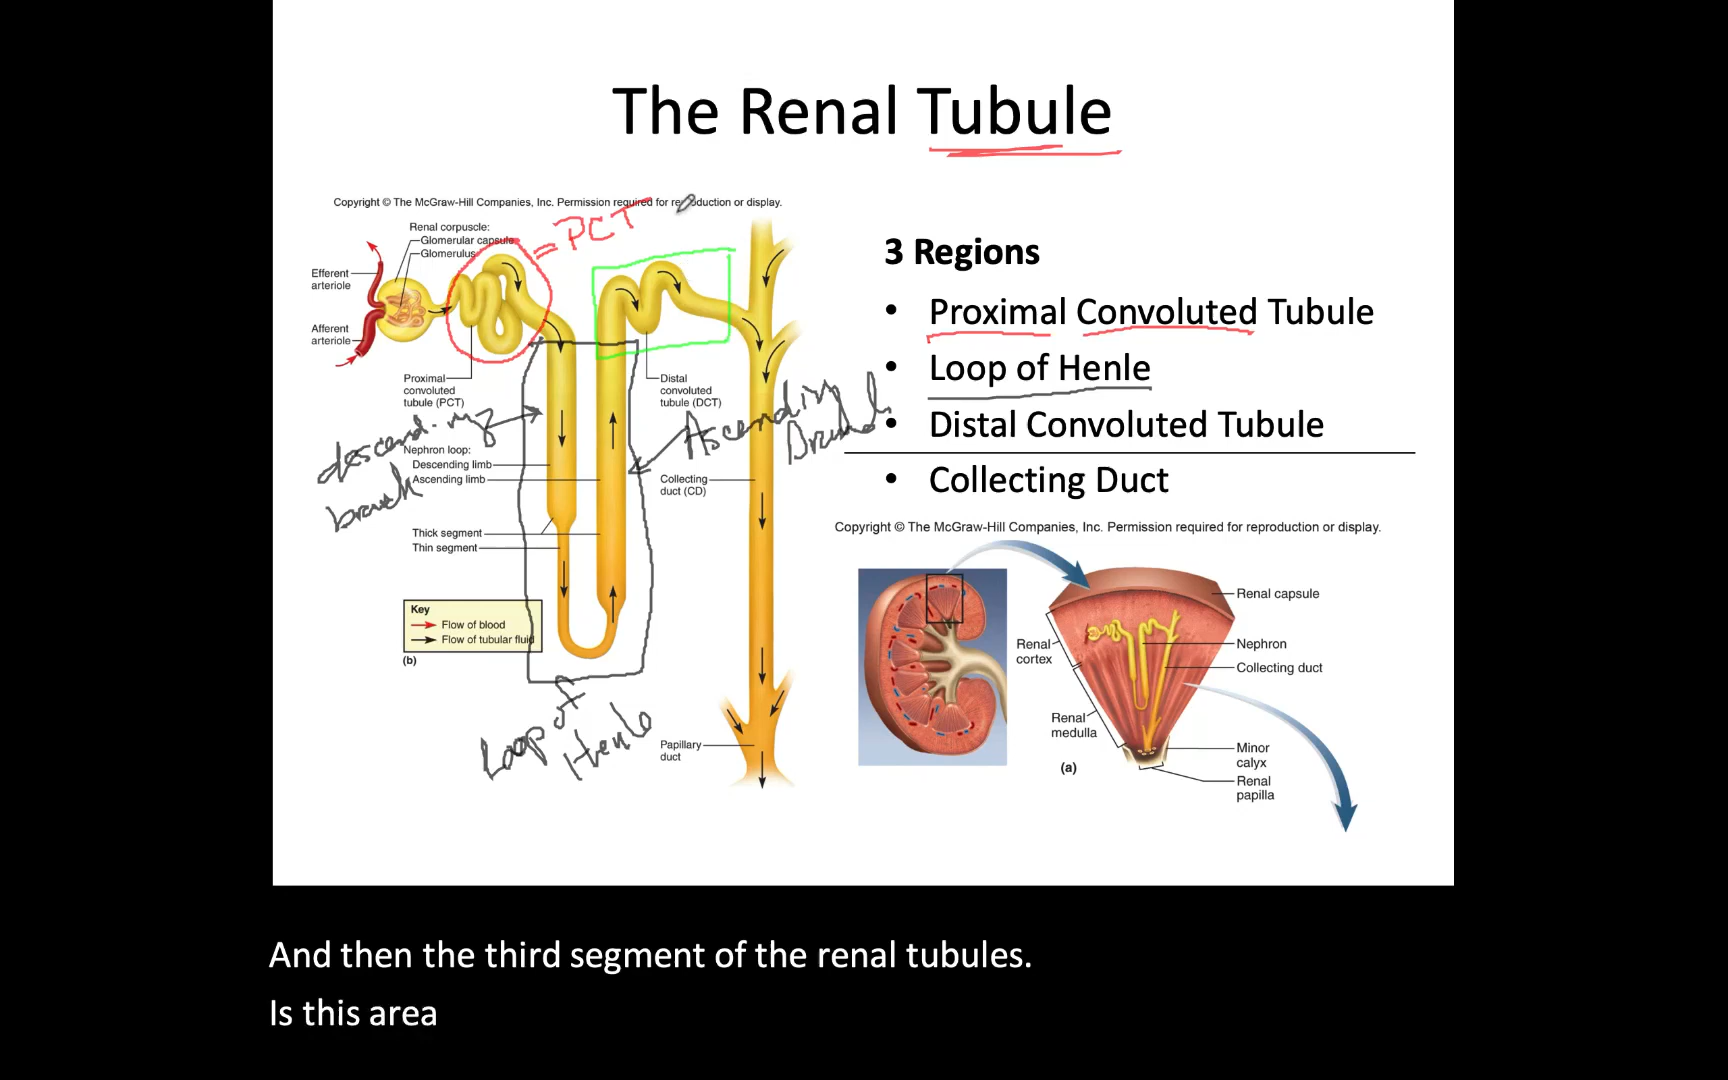 The Renal Tubule
Copyright © The McGraw-Hill Companies, Inc. Permission required for reproduction or display.
Renal corpuscle:
Glomerular capsule
Glomerulus
Efferent
arteriole
Afferent
arteriole
= PCT
Proximal
convoluted
tubule (PCT)
Distal
convoluted
tubule (DCT)
descending
branch
Ascending
Branch
Nephron loop:
Descending limb
Ascending limb
Collecting
duct (CD)
Thick segment
Thin segment
Key
Flow of blood
Flow of tubular fluid
(b)
Loop of
Henle
Papillary
duct
3 Regions
• Proximal Convoluted Tubule
• Loop of Henle
• Distal Convoluted Tubule
• Collecting Duct
Copyright © The McGraw-Hill Companies, Inc. Permission required for reproduction or display.
Renal capsule
Renal
cortex
Nephron
Collecting duct
Renal
medulla
Minor
calyx
(a)
Renal
papilla
And then the third segment of the renal tubules.
Is this area